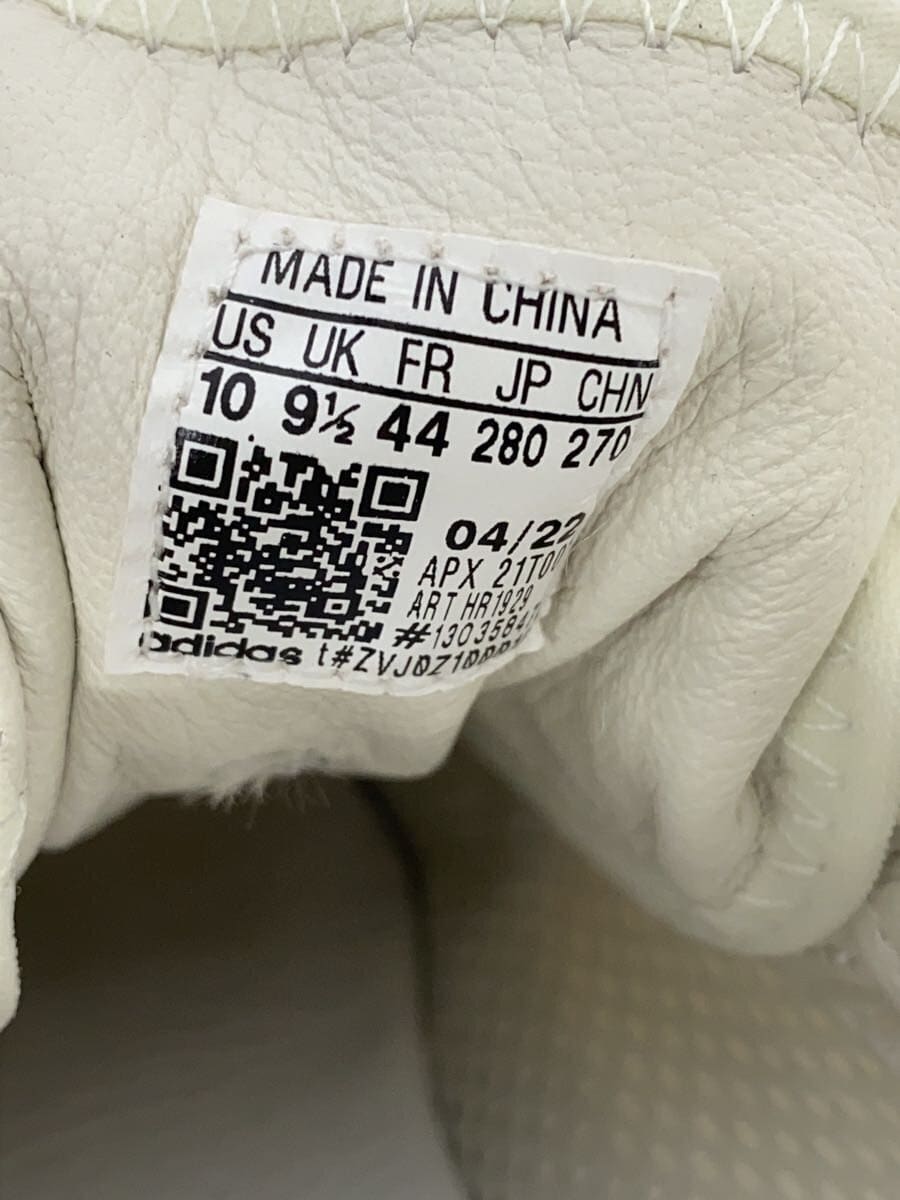 MADE IN CHINA
US UK FR JP CHN
10 9½ 44 280 270
04/22
APX
ART HR1929
adidas